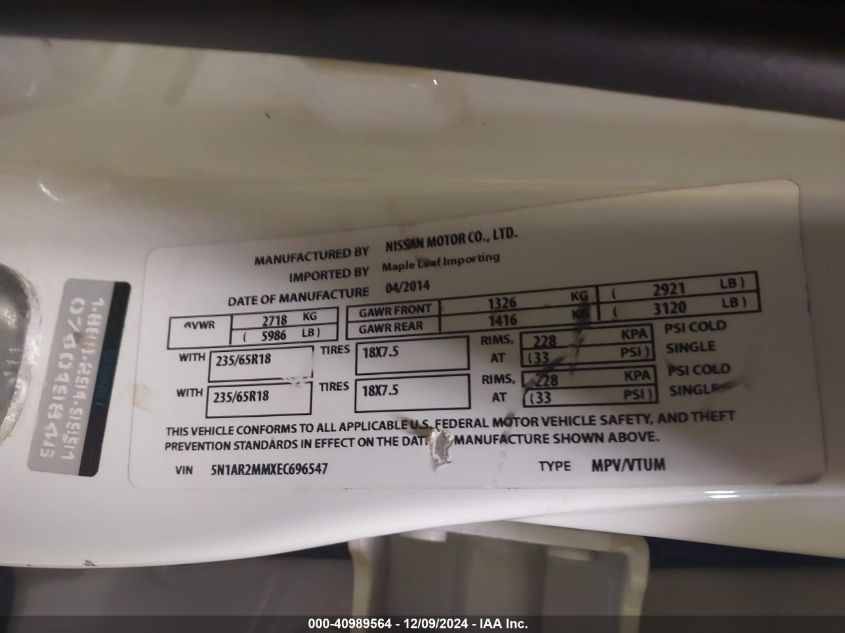 MANUFACTURED BY NISSAN MOTOR CO., LTD.
IMPORTED BY Maple Leaf Importing
DATE OF MANUFACTURE 04/2014
GVWR 2718 KG GAWR FRONT 1326 KG ( 2921 LB )
( 5986 LB ) GAWR REAR 1416 KG ( 3120 LB )
WITH 235/65R18 TIRES 18X7.5 RIMS, 228 KPA PSI COLD
AT (33 PSI ) SINGLE
WITH 235/65R18 TIRES 18X7.5 RIMS, 228 KPA PSI COLD
AT (33 PSI ) SINGLE
THIS VEHICLE CONFORMS TO ALL APPLICABLE U.S. FEDERAL MOTOR VEHICLE SAFETY, AND THEFT
PREVENTION STANDARDS IN EFFECT ON THE DATE MANUFACTURE SHOWN ABOVE.
VIN 5N1AR2MMXEC696547 TYPE MPV/VTUM
000-40989564 - 12/09/2024 - IAA Inc.